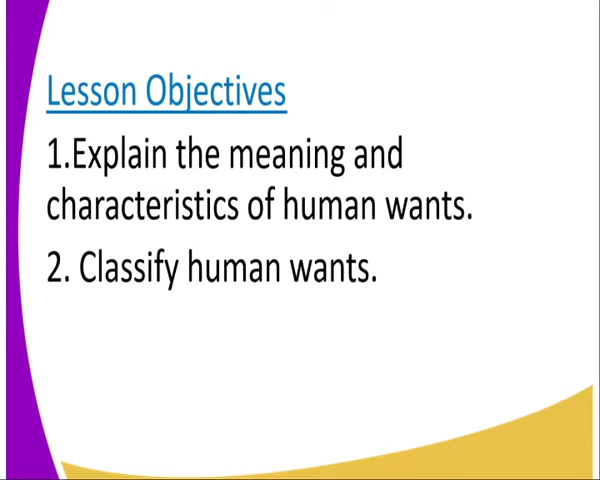 Lesson Objectives
1.Explain the meaning and
characteristics of human wants.
2. Classify human wants.